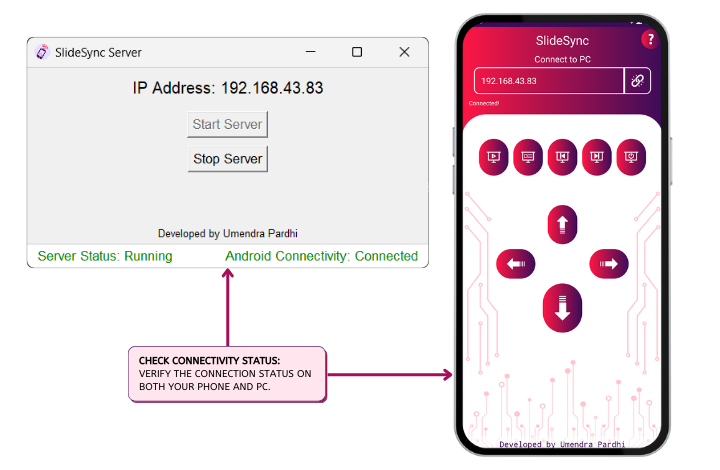 SlideSync Server
IP Address: 192.168.43.83
Start Server
Stop Server
Developed by Umendra Pardhi
Server Status: Running
Android Connectivity: Connected
CHECK CONNECTIVITY STATUS:
VERIFY THE CONNECTION STATUS ON
BOTH YOUR PHONE AND PC.
SlideSync
?
Connect to PC
192.168.43.83
Connected!
Developed by Umendra Pardhi